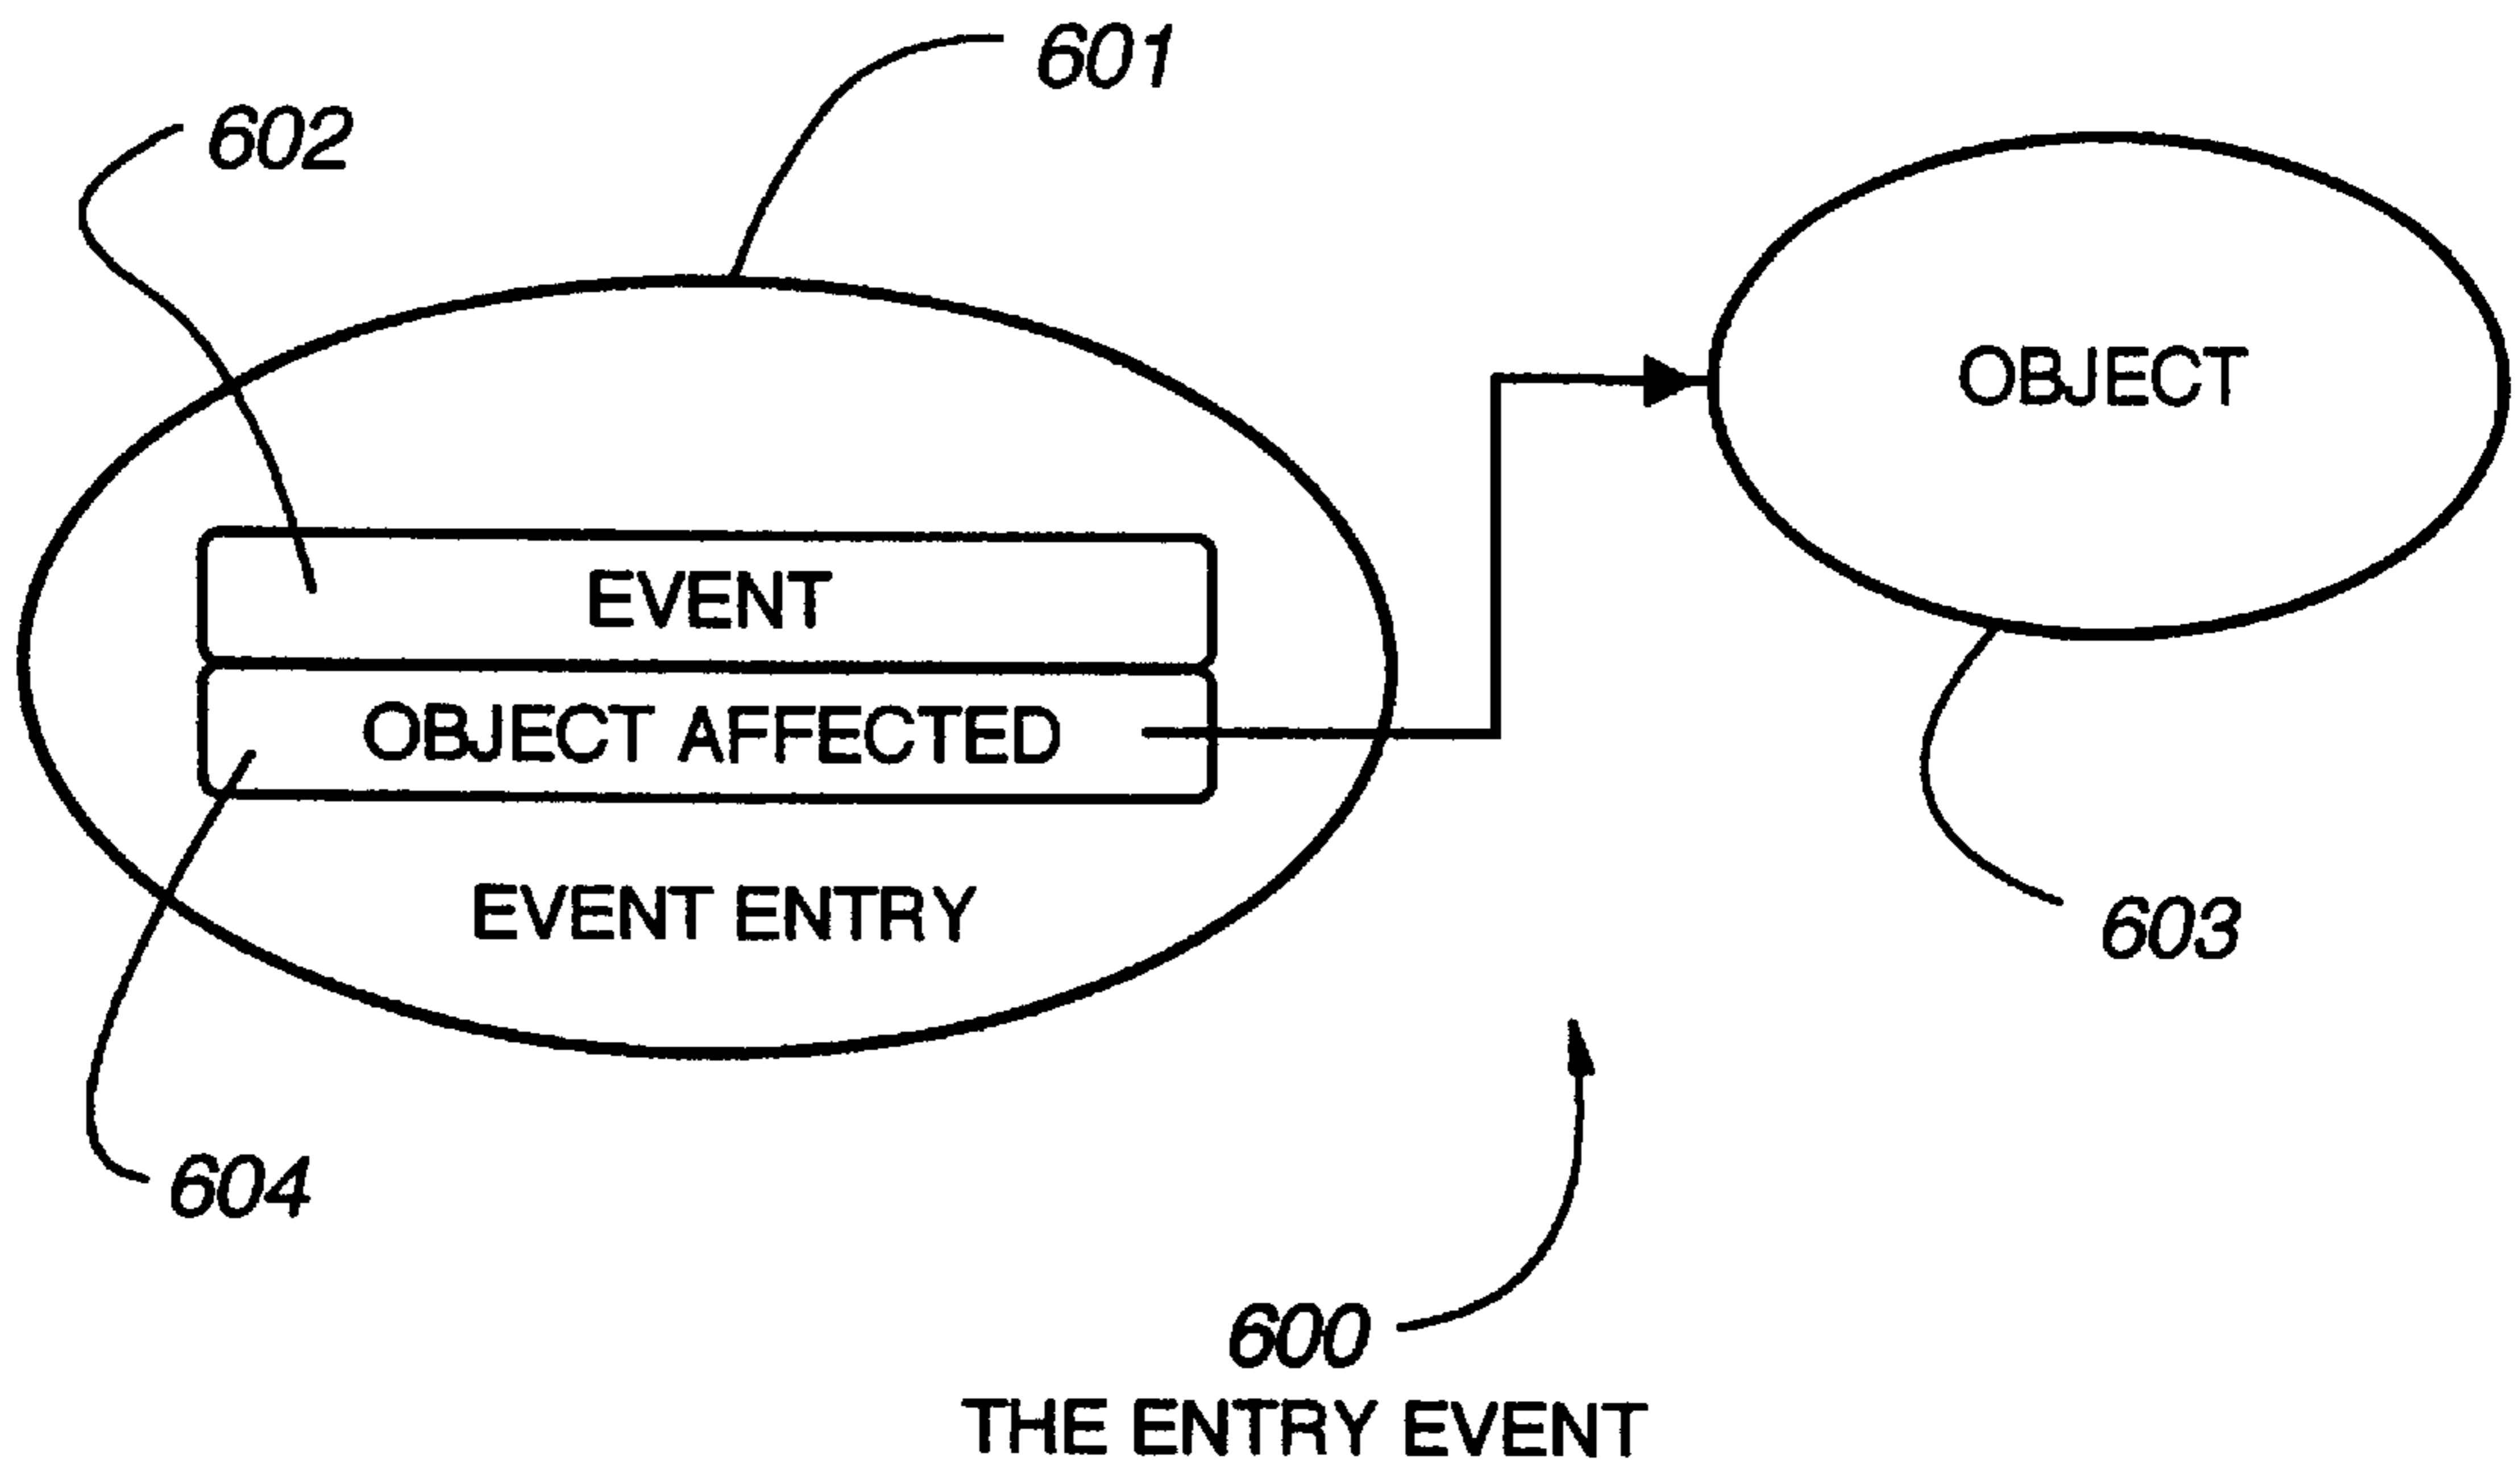 601
602
OBJECT
EVENT
OBJECT AFFECTED
EVENT ENTRY
603
604
600
THE ENTRY EVENT